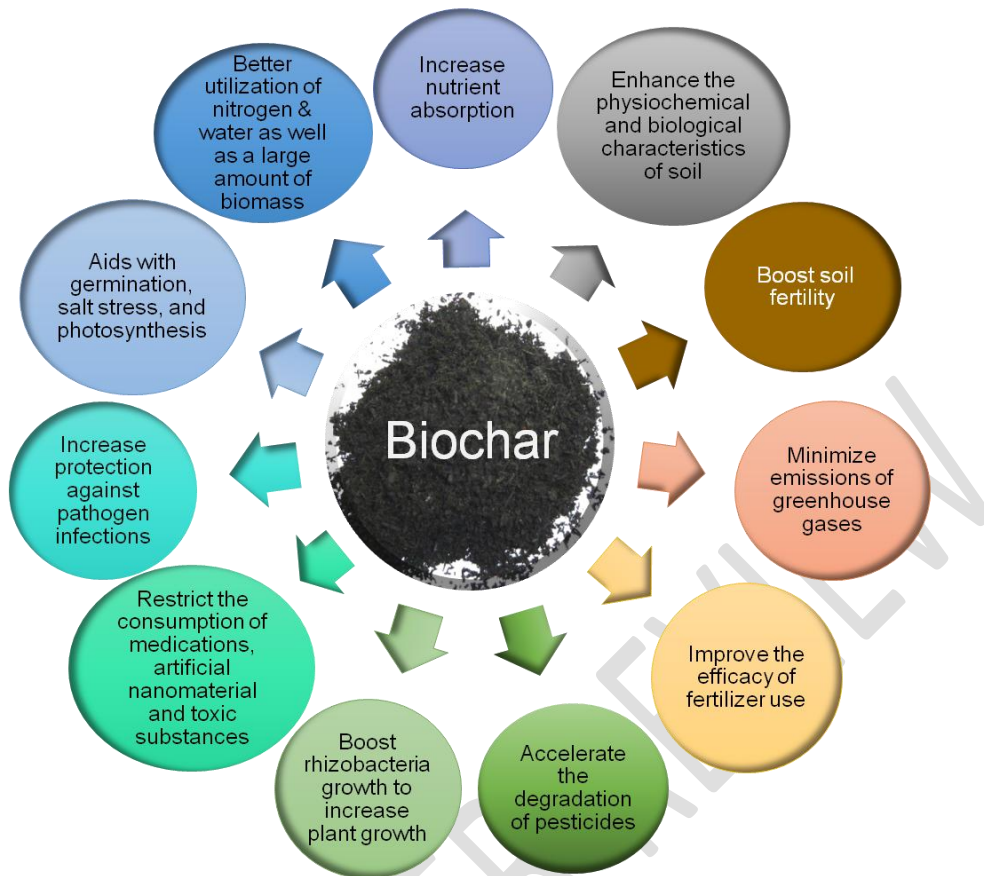 Increase
nutrient
absorption
Enhance the
physiochemical
and biological
characteristics
of soil
Boost soil
fertility
Minimize
emissions of
greenhouse
gases
Improve the
efficacy of
fertilizer use
Accelerate the
degradation
of pesticides
Boost
rhizobacteria
growth to
increase
plant growth
Restrict the
consumption of
medications,
artificial
nanomaterial
and toxic
substances
Increase
protection
against
pathogen
infections
Aids with
germination,
salt stress, and
photosynthesis
Better
utilization of
nitrogen &
water as well
as a large
amount of
biomass
Biochar